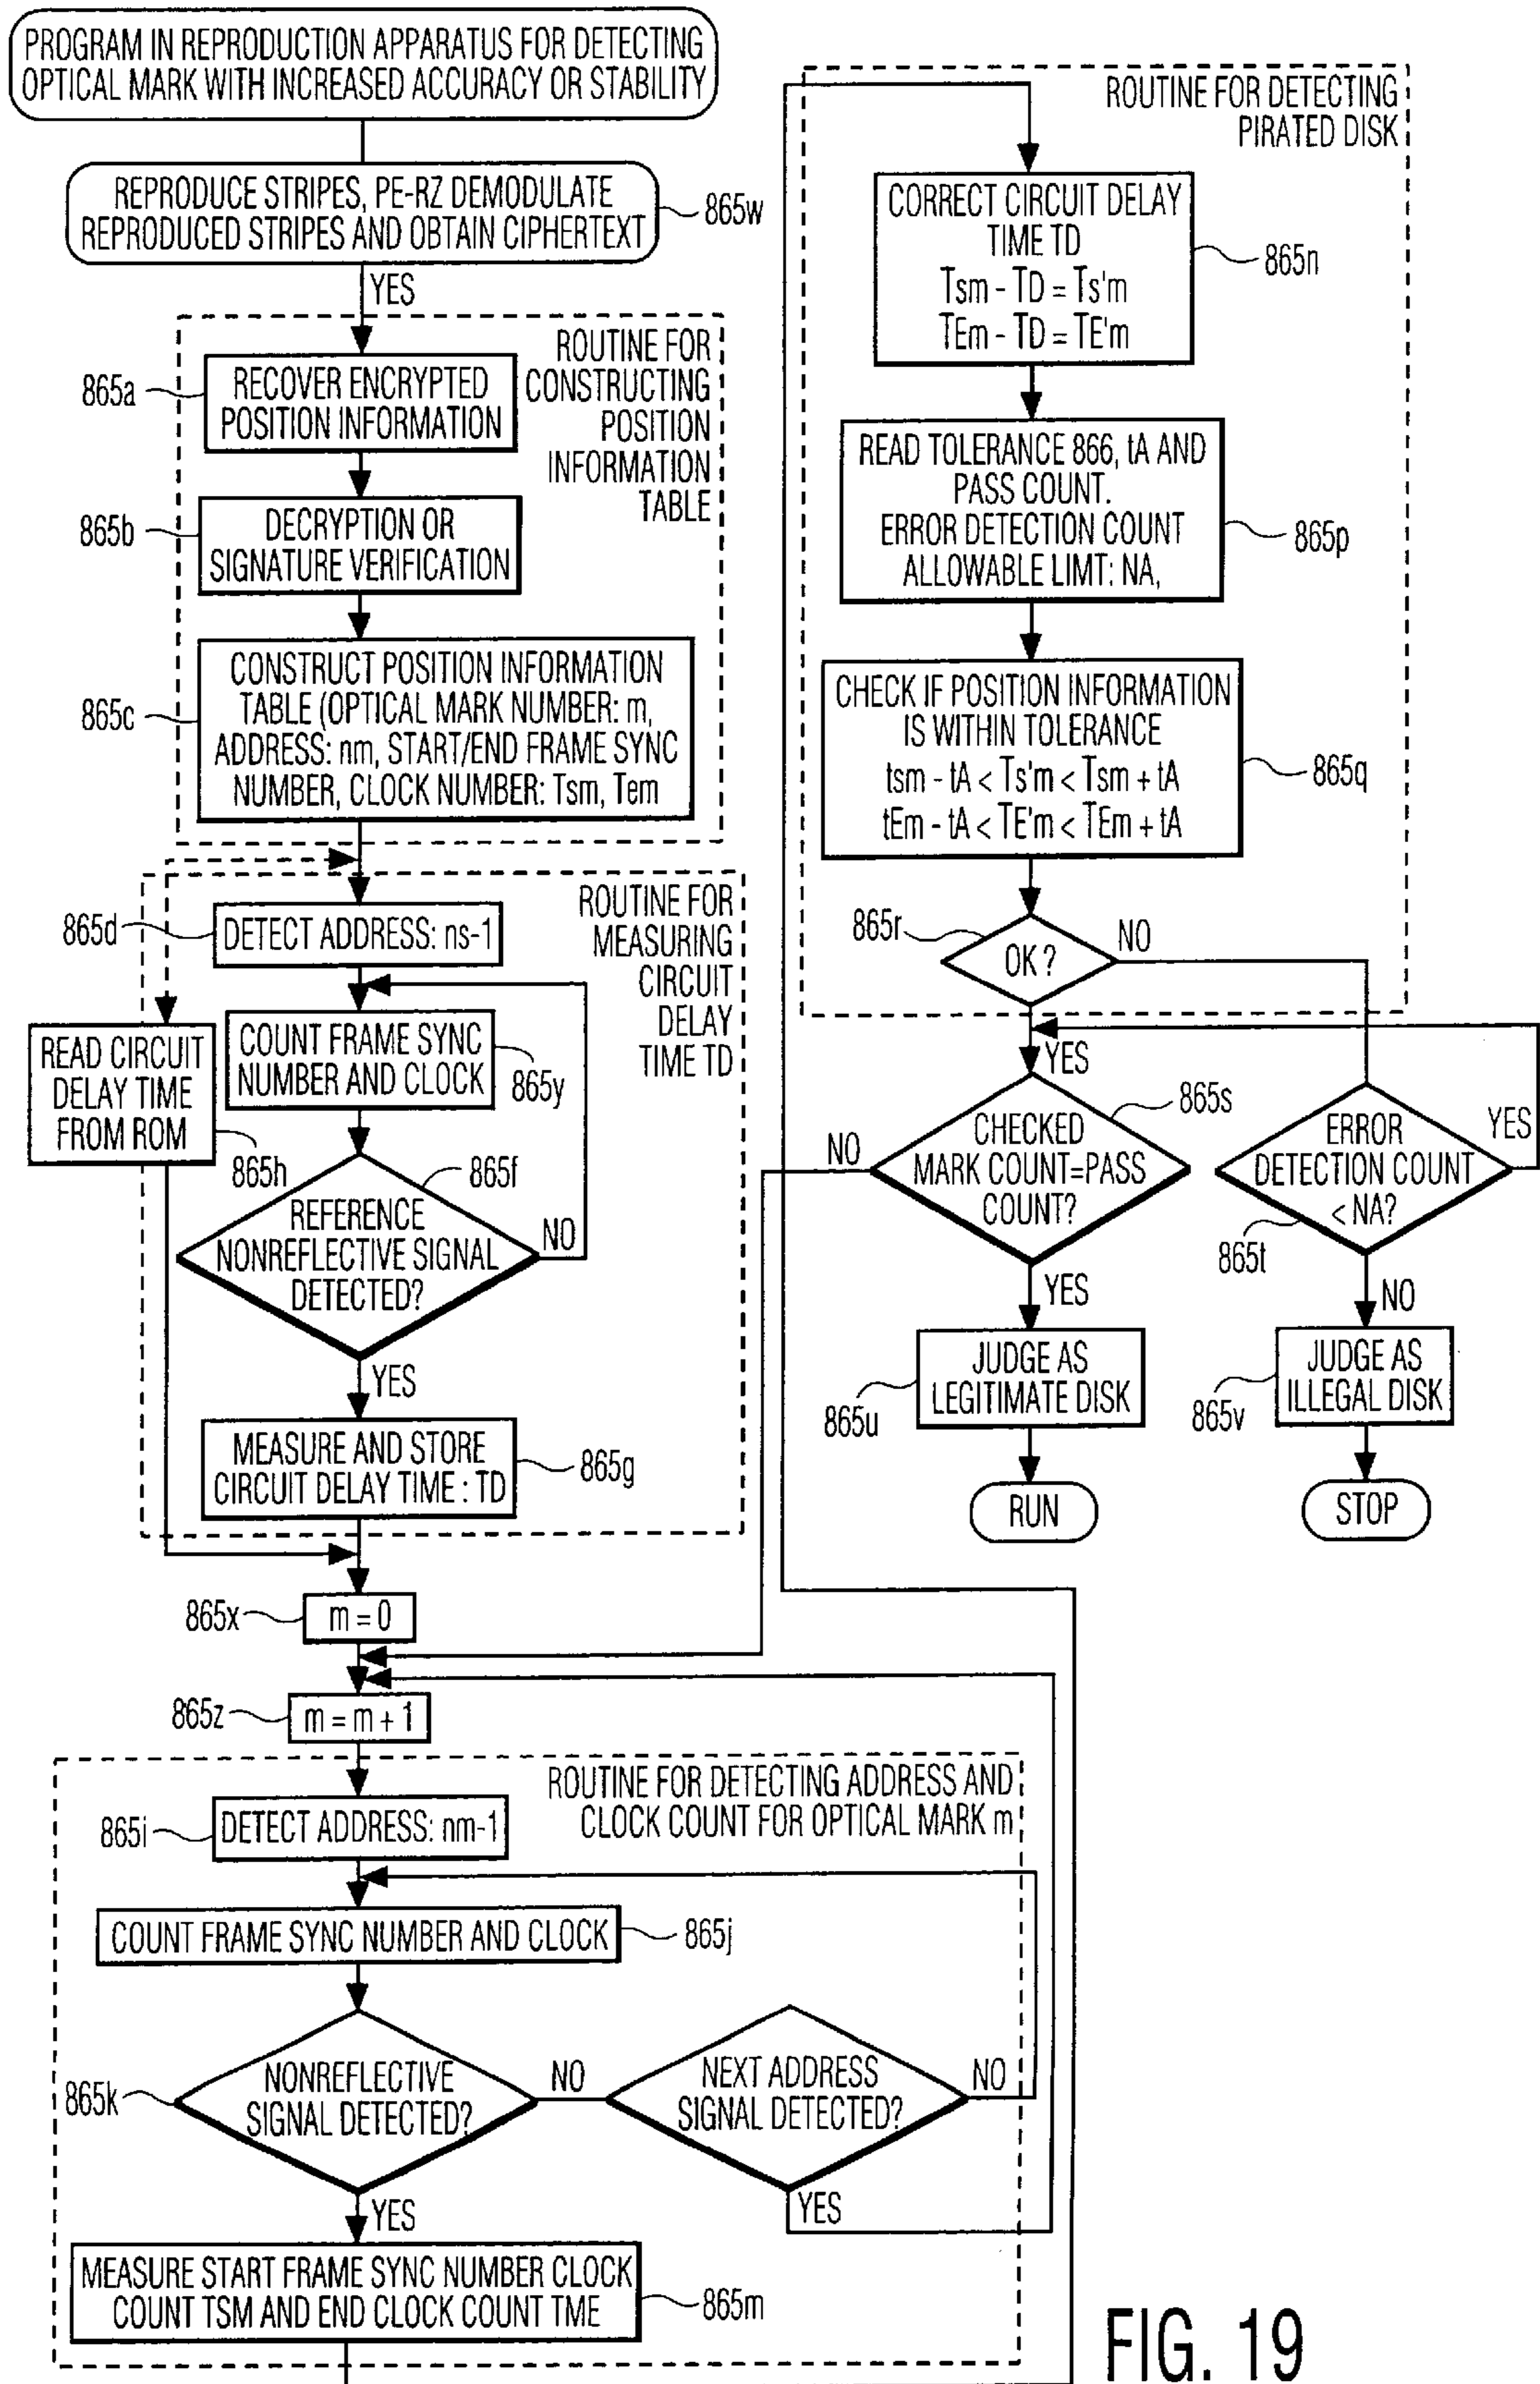 PROGRAM IN REPRODUCTION APPARATUS FOR DETECTING
OPTICAL MARK WITH INCREASED ACCURACY OR STABILITY
REPRODUCE STRIPES, PE-RZ DEMODULATE
REPRODUCED STRIPES AND OBTAIN CIPHERTEXT
865w
YES
ROUTINE FOR
CONSTRUCTING
POSITION
INFORMATION
TABLE
865a
RECOVER ENCRYPTED
POSITION INFORMATION
865b
DECRYPTION OR
SIGNATURE VERIFICATION
865c
CONSTRUCT POSITION INFORMATION
TABLE (OPTICAL MARK NUMBER: m,
ADDRESS: nm, START/END FRAME SYNC
NUMBER, CLOCK NUMBER: Tsm, Tem
ROUTINE FOR
MEASURING
CIRCUIT
DELAY
TIME TD
865d
DETECT ADDRESS: ns-1
READ CIRCUIT
DELAY TIME
FROM ROM
865h
COUNT FRAME SYNC
NUMBER AND CLOCK
865y
865f
REFERENCE
NONREFLECTIVE SIGNAL
DETECTED?
NO
YES
MEASURE AND STORE
CIRCUIT DELAY TIME : TD
865g
865x
m = 0
865z
m = m + 1
ROUTINE FOR DETECTING ADDRESS AND
CLOCK COUNT FOR OPTICAL MARK m
865i
DETECT ADDRESS: nm-1
COUNT FRAME SYNC NUMBER AND CLOCK
865j
865k
NONREFLECTIVE
SIGNAL DETECTED?
NO
NEXT ADDRESS
SIGNAL DETECTED?
NO
YES
YES
MEASURE START FRAME SYNC NUMBER CLOCK
COUNT TSM AND END CLOCK COUNT TME
865m
ROUTINE FOR DETECTING
PIRATED DISK
CORRECT CIRCUIT DELAY
TIME TD
Tsm - TD = Ts'm
TEm - TD = TE'm
865n
READ TOLERANCE 866, tA AND
PASS COUNT.
ERROR DETECTION COUNT
ALLOWABLE LIMT: NA,
865p
CHECK IF POSITION INFORMATION
IS WITHIN TOLERANCE
tsm - tA < Ts'm < Tsm + tA
tEm - tA < TE'm < TEm + tA
865q
865r
OK?
NO
YES
865s
CHECKED
MARK COUNT=PASS
COUNT?
NO
YES
ERROR
DETECTION COUNT
< NA?
YES
865t
NO
JUDGE AS
LEGITIMATE DISK
865u
JUDGE AS
ILLEGAL DISK
865v
RUN
STOP
FIG. 19